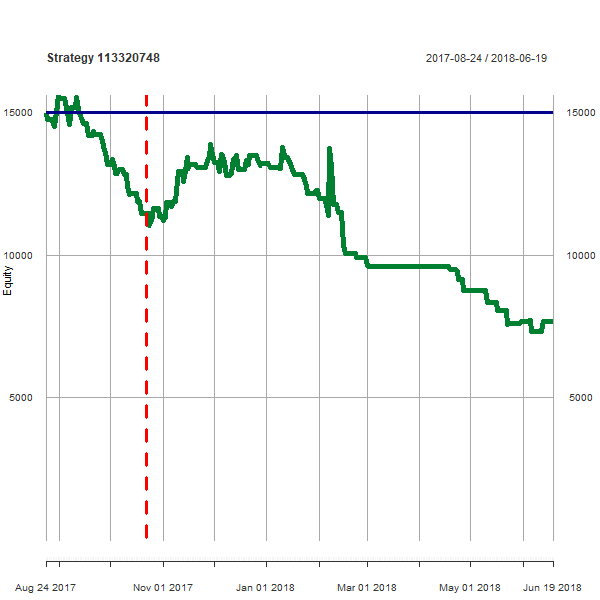 Strategy 113320748 2017-08-24 / 2018-06-19
15000 15000
10000 10000
Equity
5000 5000
Aug 24 2017 Nov 01 2017 Jan 01 2018 Mar 01 2018 May 01 2018 Jun 19 2018